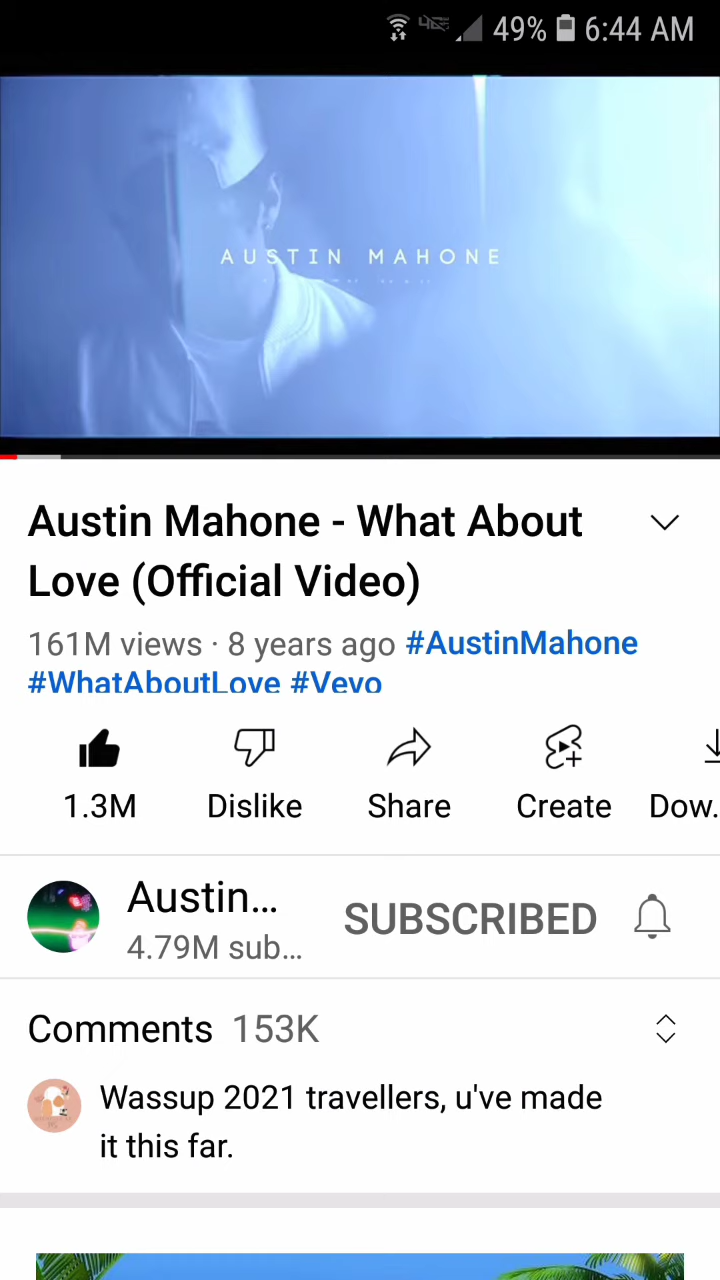 49% 6:44 AM
AUSTIN MAHONE
Austin Mahone - What About
Love (Official Video)
161M views · 8 years ago #AustinMahone
#WhatAboutLove #Vevo
1.3M Dislike Share Create Dow..
Austin...
4.79M sub...
SUBSCRIBED
Comments 153K
Wassup 2021 travellers, u've made
it this far.